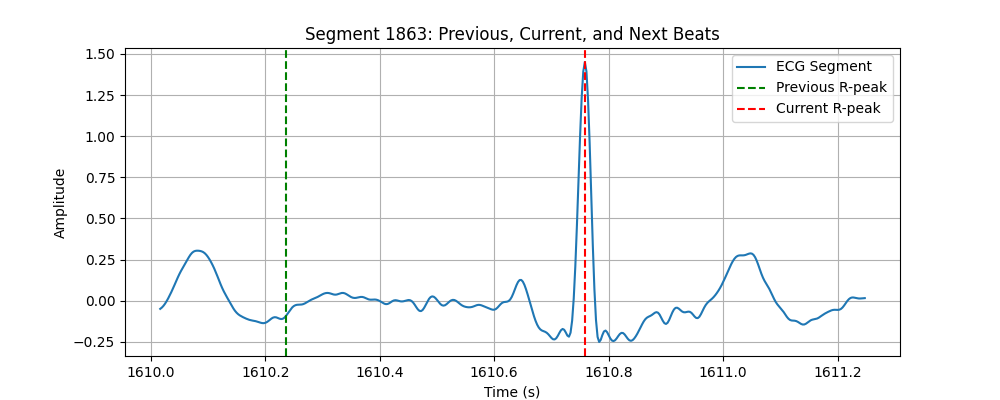 Segment 1863: Previous, Current, and Next Beats
1.50
1.25
1.00
0.75
0.50
0.25
0.00
−0.25
Amplitude
ECG Segment
Previous R-peak
Current R-peak
1610.0 1610.2 1610.4 1610.6 1610.8 1611.0 1611.2
Time (s)